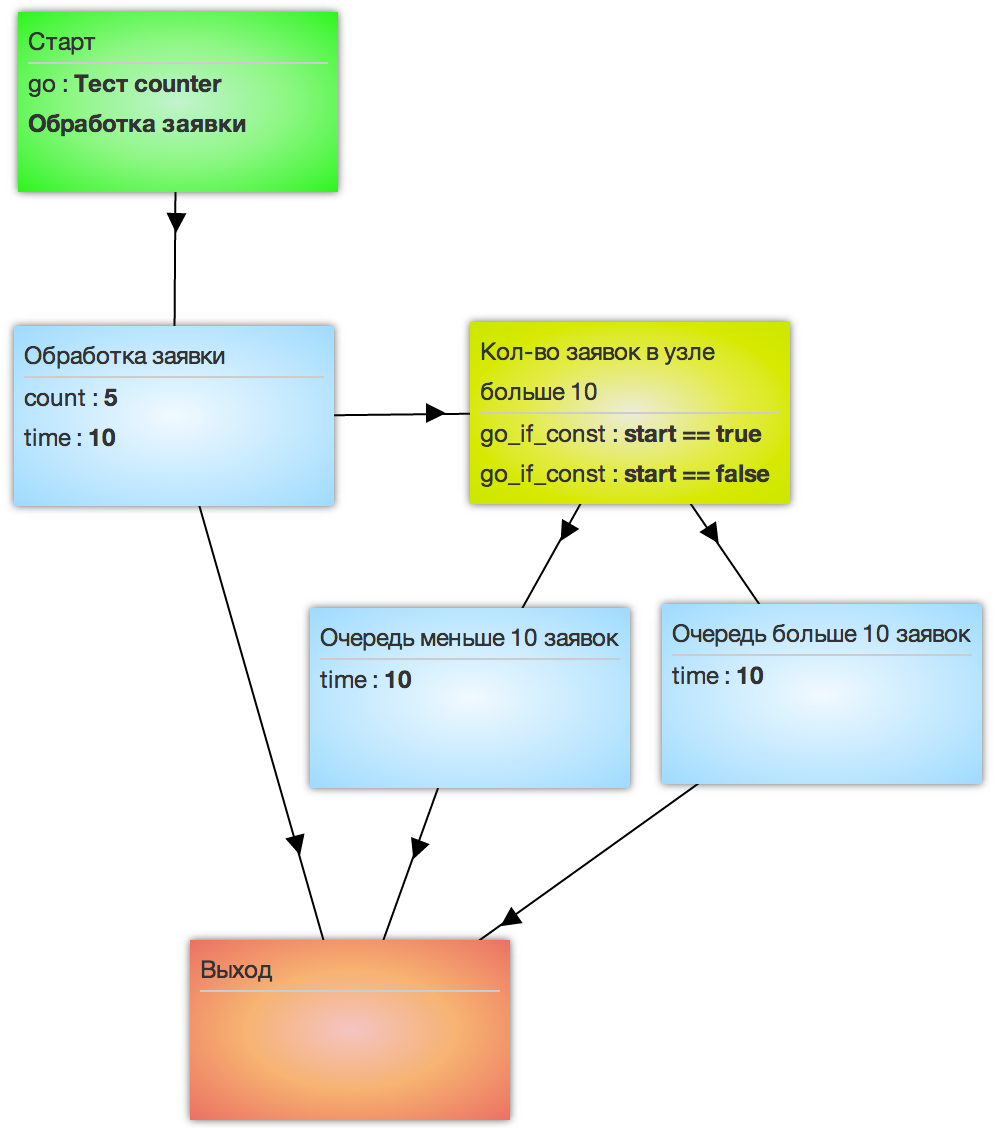 Старт
go : Тест counter
Обработка заявки
Обработка заявки
count : 5
time : 10
Кол-во заявок в узле
больше 10
go_if_const : start == true
go_if_const : start == false
Очередь меньше 10 заявок
time : 10
Очередь больше 10 заявок
time : 10
Выход